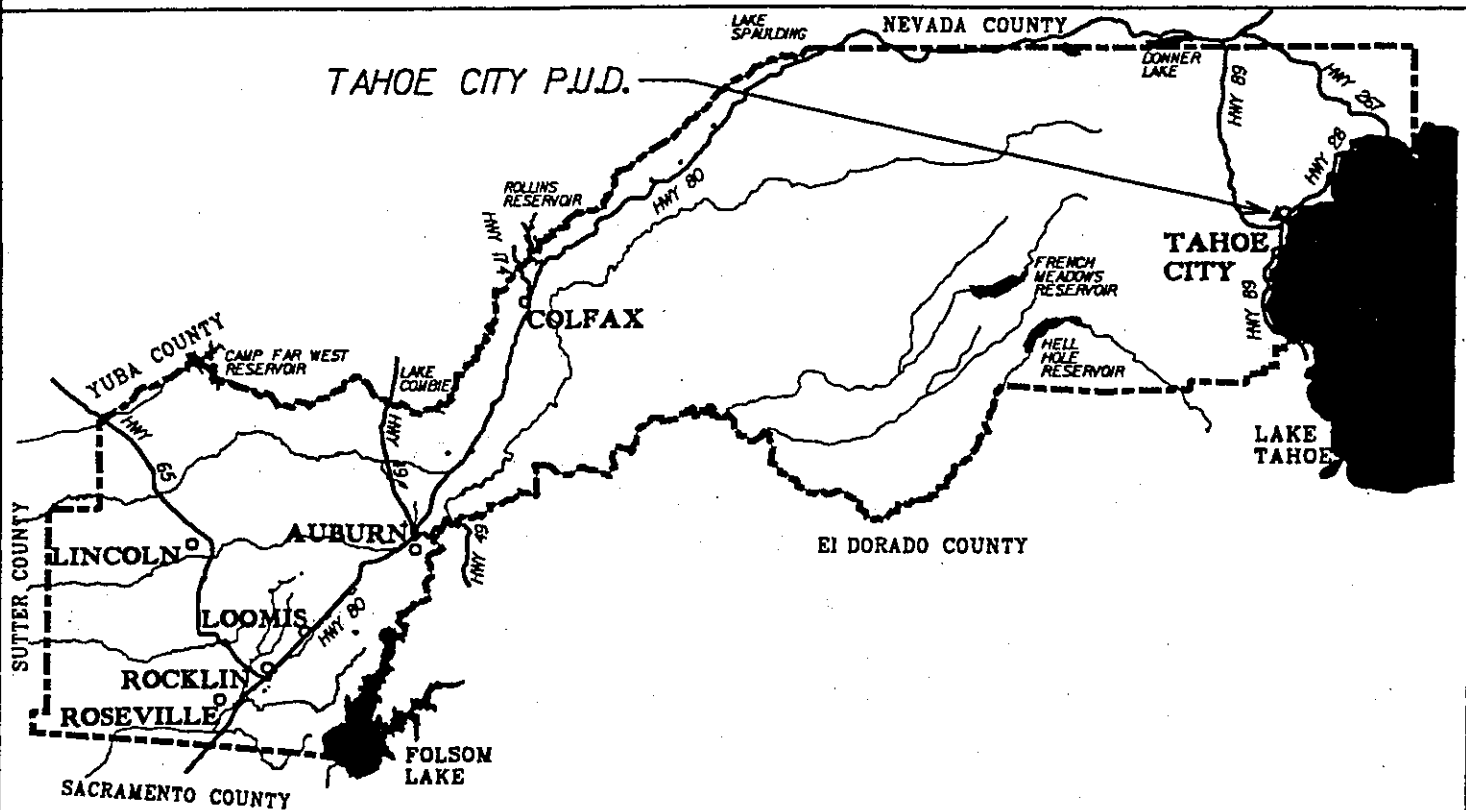 LAKE
SPAULDING
NEVADA COUNTY
DONNER
LAKE
TAHOE CITY P.U.D.
HWY 89
HWY 267
HWY 28
ROLLINS
RESERVOIR
HWY 80
HWY 174
TAHOE
CITY
FRENCH
MEADOWS
RESERVOIR
HWY 89
COLFAX
HELL
HOLE
RESERVOIR
YUBA COUNTY
CAMP FAR WEST
RESERVOIR
LAKE
COMBIE
HWY
65
HWY 49
LAKE
TAHOE
SUTTER COUNTY
AUBURN
HWY 49
LINCOLN
El DORADO COUNTY
LOOMIS
HWY 80
ROCKLIN
ROSEVILLE
FOLSOM
LAKE
SACRAMENTO COUNTY